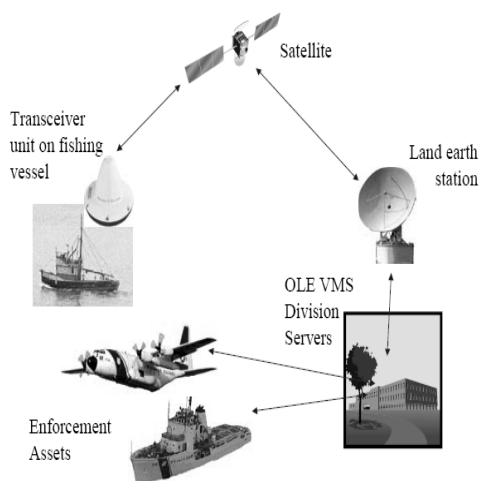 Satellite
Transceiver
unit on fishing
vessel
Land earth
station
OLE VMS
Division
Servers
Enforcement
Assets